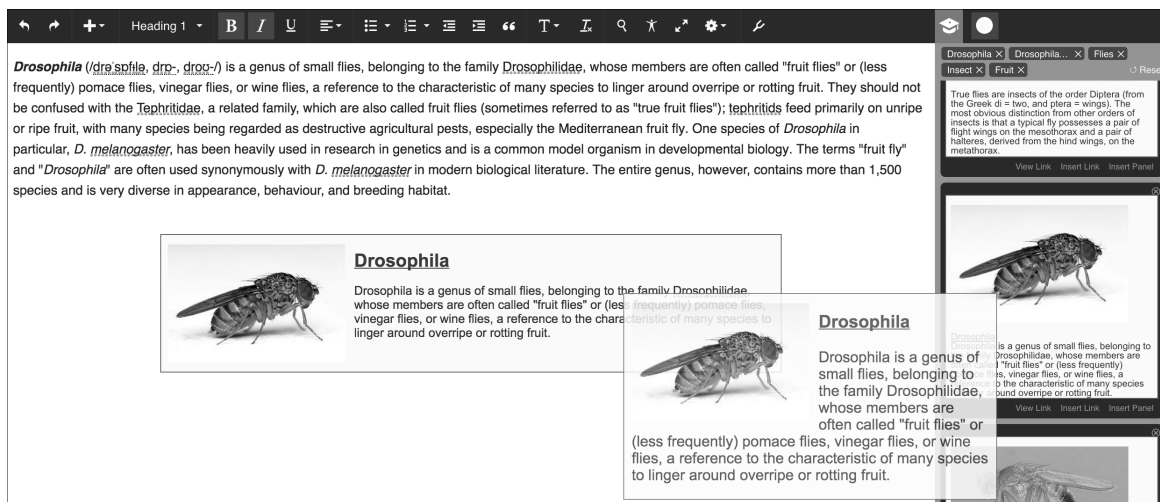 Heading 1
B I U
Drosophila (/drəˈsɒfɪlə, drɒ-, droʊ-/) is a genus of small flies, belonging to the family Drosophilidae, whose members are often called "fruit flies" or (less
frequently) pomace flies, vinegar flies, or wine flies, a reference to the characteristic of many species to linger around overripe or rotting fruit. They should not
be confused with the Tephritidae, a related family, which are also called fruit flies (sometimes referred to as "true fruit flies"); tephritids feed primarily on unripe
or ripe fruit, with many species being regarded as destructive agricultural pests, especially the Mediterranean fruit fly. One species of Drosophila in
particular, D. melanogaster, has been heavily used in research in genetics and is a common model organism in developmental biology. The terms "fruit fly"
and "Drosophila" are often used synonymously with D. melanogaster in modern biological literature. The entire genus, however, contains more than 1,500
species and is very diverse in appearance, behaviour, and breeding habitat.
Drosophila
Drosophila is a genus of small flies, belonging to the family Drosophilidae,
whose members are often called "fruit flies" or (less frequently) pomace flies,
vinegar flies, or wine flies, a reference to the characteristic of many species to
linger around overripe or rotting fruit.
Drosophila
Drosophila is a genus of
small flies, belonging to
the family Drosophilidae,
whose members are
often called "fruit flies" or
(less frequently) pomace flies, vinegar flies, or wine
flies, a reference to the characteristic of many species
to linger around overripe or rotting fruit.
Drosophila X Drosophila... X Flies X
Insect X Fruit X Rese
True flies are insects of the order Diptera (from
the Greek di = two, and ptera = wings). The
most obvious distinction from other orders of
insects is that a typical fly possesses a pair of
flight wings on the mesothorax and a pair of
halteres, derived from the hind wings, on the
metathorax.
View Link Insert Link Insert Panel
Drosophila
Drosophila is a genus of small flies, belonging to
Drosophilidae, whose members are
called "fruit flies" or (less frequently)
flies, vinegar flies, or wine flies, a
to the characteristic of many species
around overripe or rotting fruit.
View Link Insert Link Insert Panel